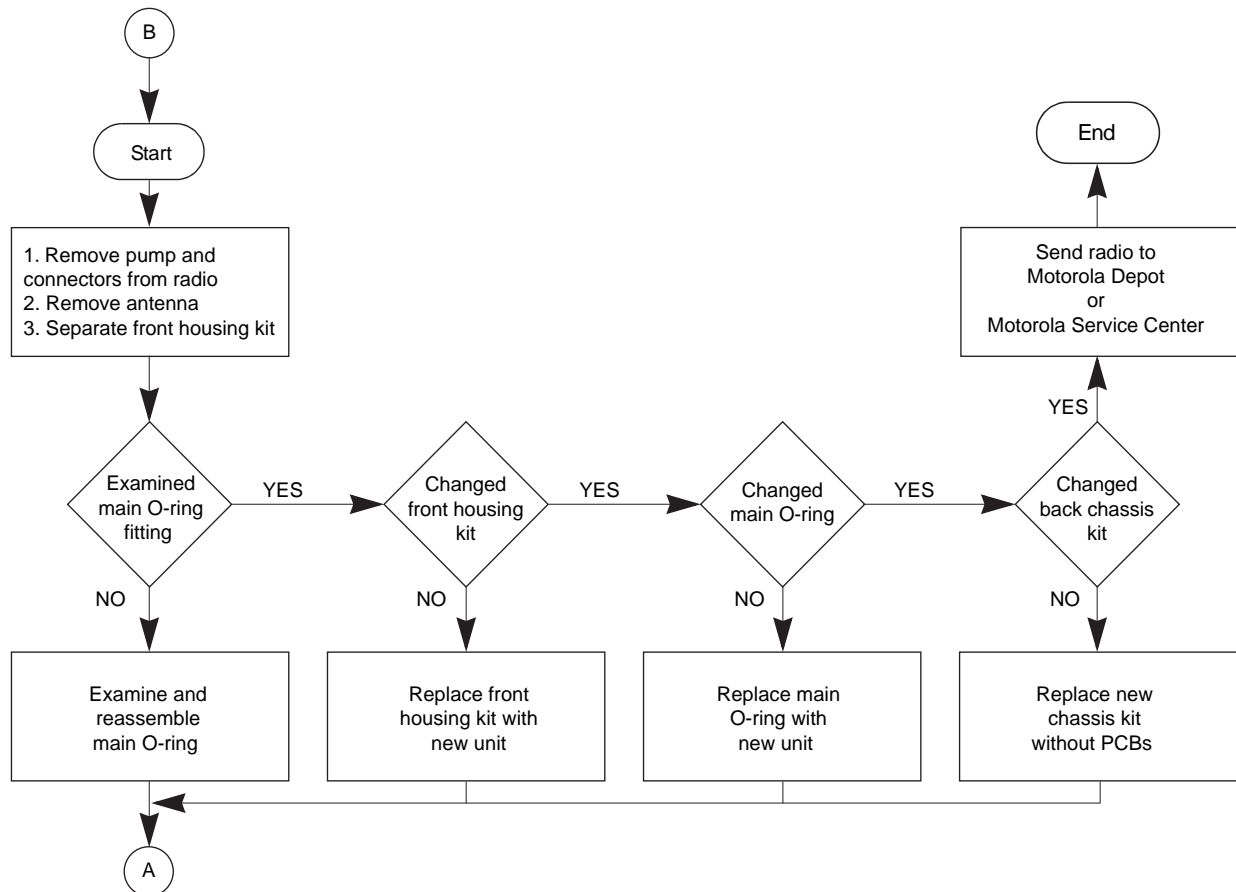 B
Start
End
1. Remove pump and
connectors from radio
2. Remove antenna
3. Separate front housing kit
Send radio to
Motorola Depot
or
Motorola Service Center
YES
Examined
main O-ring
fitting
YES
Changed
front housing
kit
YES
Changed
main O-ring
YES
Changed
back chassis
kit
NO
NO
NO
NO
Examine and
reassemble
main O-ring
Replace front
housing kit with
new unit
Replace main
O-ring with
new unit
Replace new
chassis kit
without PCBs
A